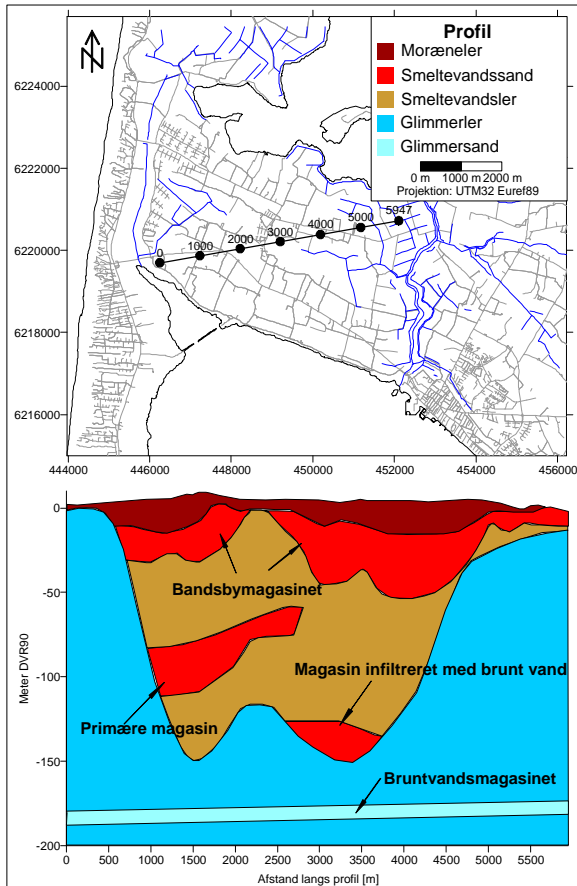 N
Profil
Moræneler
Smeltevandssand
Smeltevandsler
Glimmerler
Glimmersand
0 m 1000 m 2000 m
Projektion: UTM32 Euref89
6224000
6222000
6220000
6218000
6216000
0
1000
2000
3000
4000
5000
5947
444000 446000 448000 450000 452000 454000 456000
Meter DVR90
0
-50
-100
-150
-200
Bandsbymagasinet
Magasin infiltreret med brunt vand
Primære magasin
Bruntvandsmagasinet
0 500 1000 1500 2000 2500 3000 3500 4000 4500 5000 5500
Afstand langs profil [m]